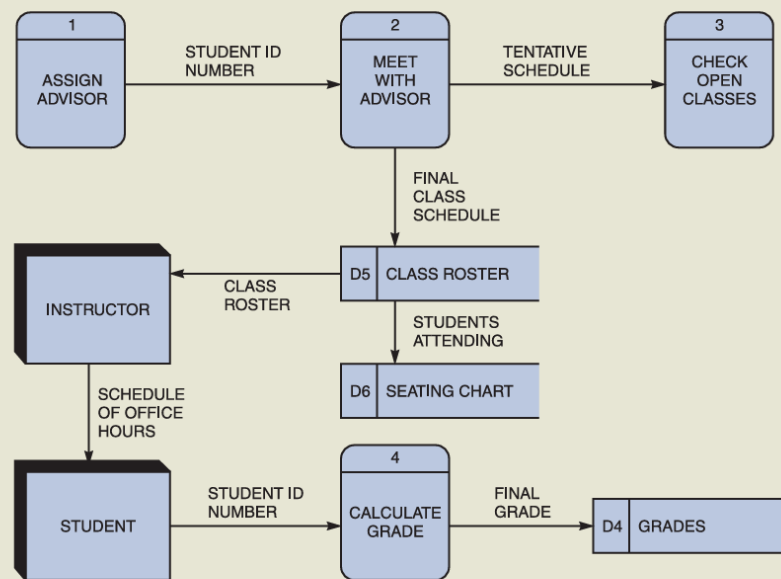 1
ASSIGN
ADVISOR
STUDENT ID
NUMBER
2
MEET
WITH
ADVISOR
TENTATIVE
SCHEDULE
3
CHECK
OPEN
CLASSES
FINAL
CLASS
SCHEDULE
INSTRUCTOR
CLASS
ROSTER
D5 CLASS ROSTER
STUDENTS
ATTENDING
D6 SEATING CHART
SCHEDULE
OF OFFICE
HOURS
STUDENT
STUDENT ID
NUMBER
4
CALCULATE
GRADE
FINAL
GRADE
D4 GRADES